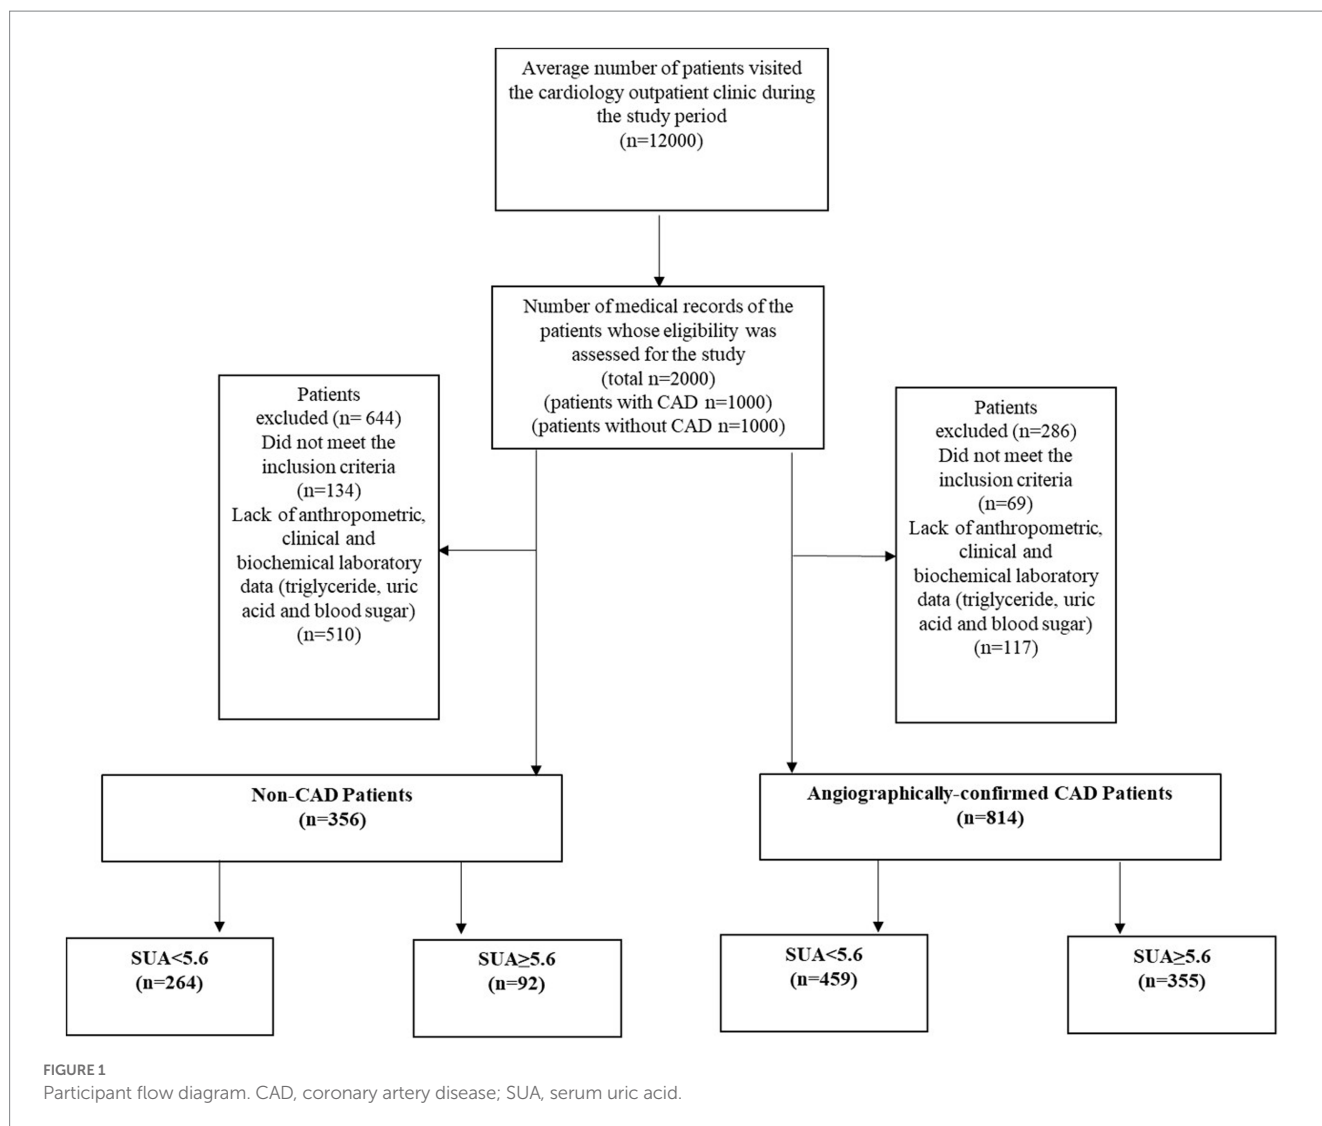 Average number of patients visited
the cardiology outpatient clinic during
the study period
(n=12000)
Number of medical records of the
patients whose eligibility was
assessed for the study
(total n=2000)
(patients with CAD n=1000)
(patients without CAD n=1000)
Patients
excluded (n= 644)
Did not meet the
inclusion criteria
(n=134)
Lack of anthropometric,
clinical and
biochemical laboratory
data (triglyceride, uric
acid and blood sugar)
(n=510)
Patients
excluded (n=286)
Did not meet the
inclusion criteria
(n=69)
Lack of anthropometric,
clinical and
biochemical laboratory
data (triglyceride, uric
acid and blood sugar)
(n=117)
Non-CAD Patients
(n=356)
Angiographically-confirmed CAD Patients
(n=814)
SUA<5.6
(n=264)
SUA≥5.6
(n=92)
SUA<5.6
(n=459)
SUA≥5.6
(n=355)
FIGURE 1
Participant flow diagram. CAD, coronary artery disease; SUA, serum uric acid.